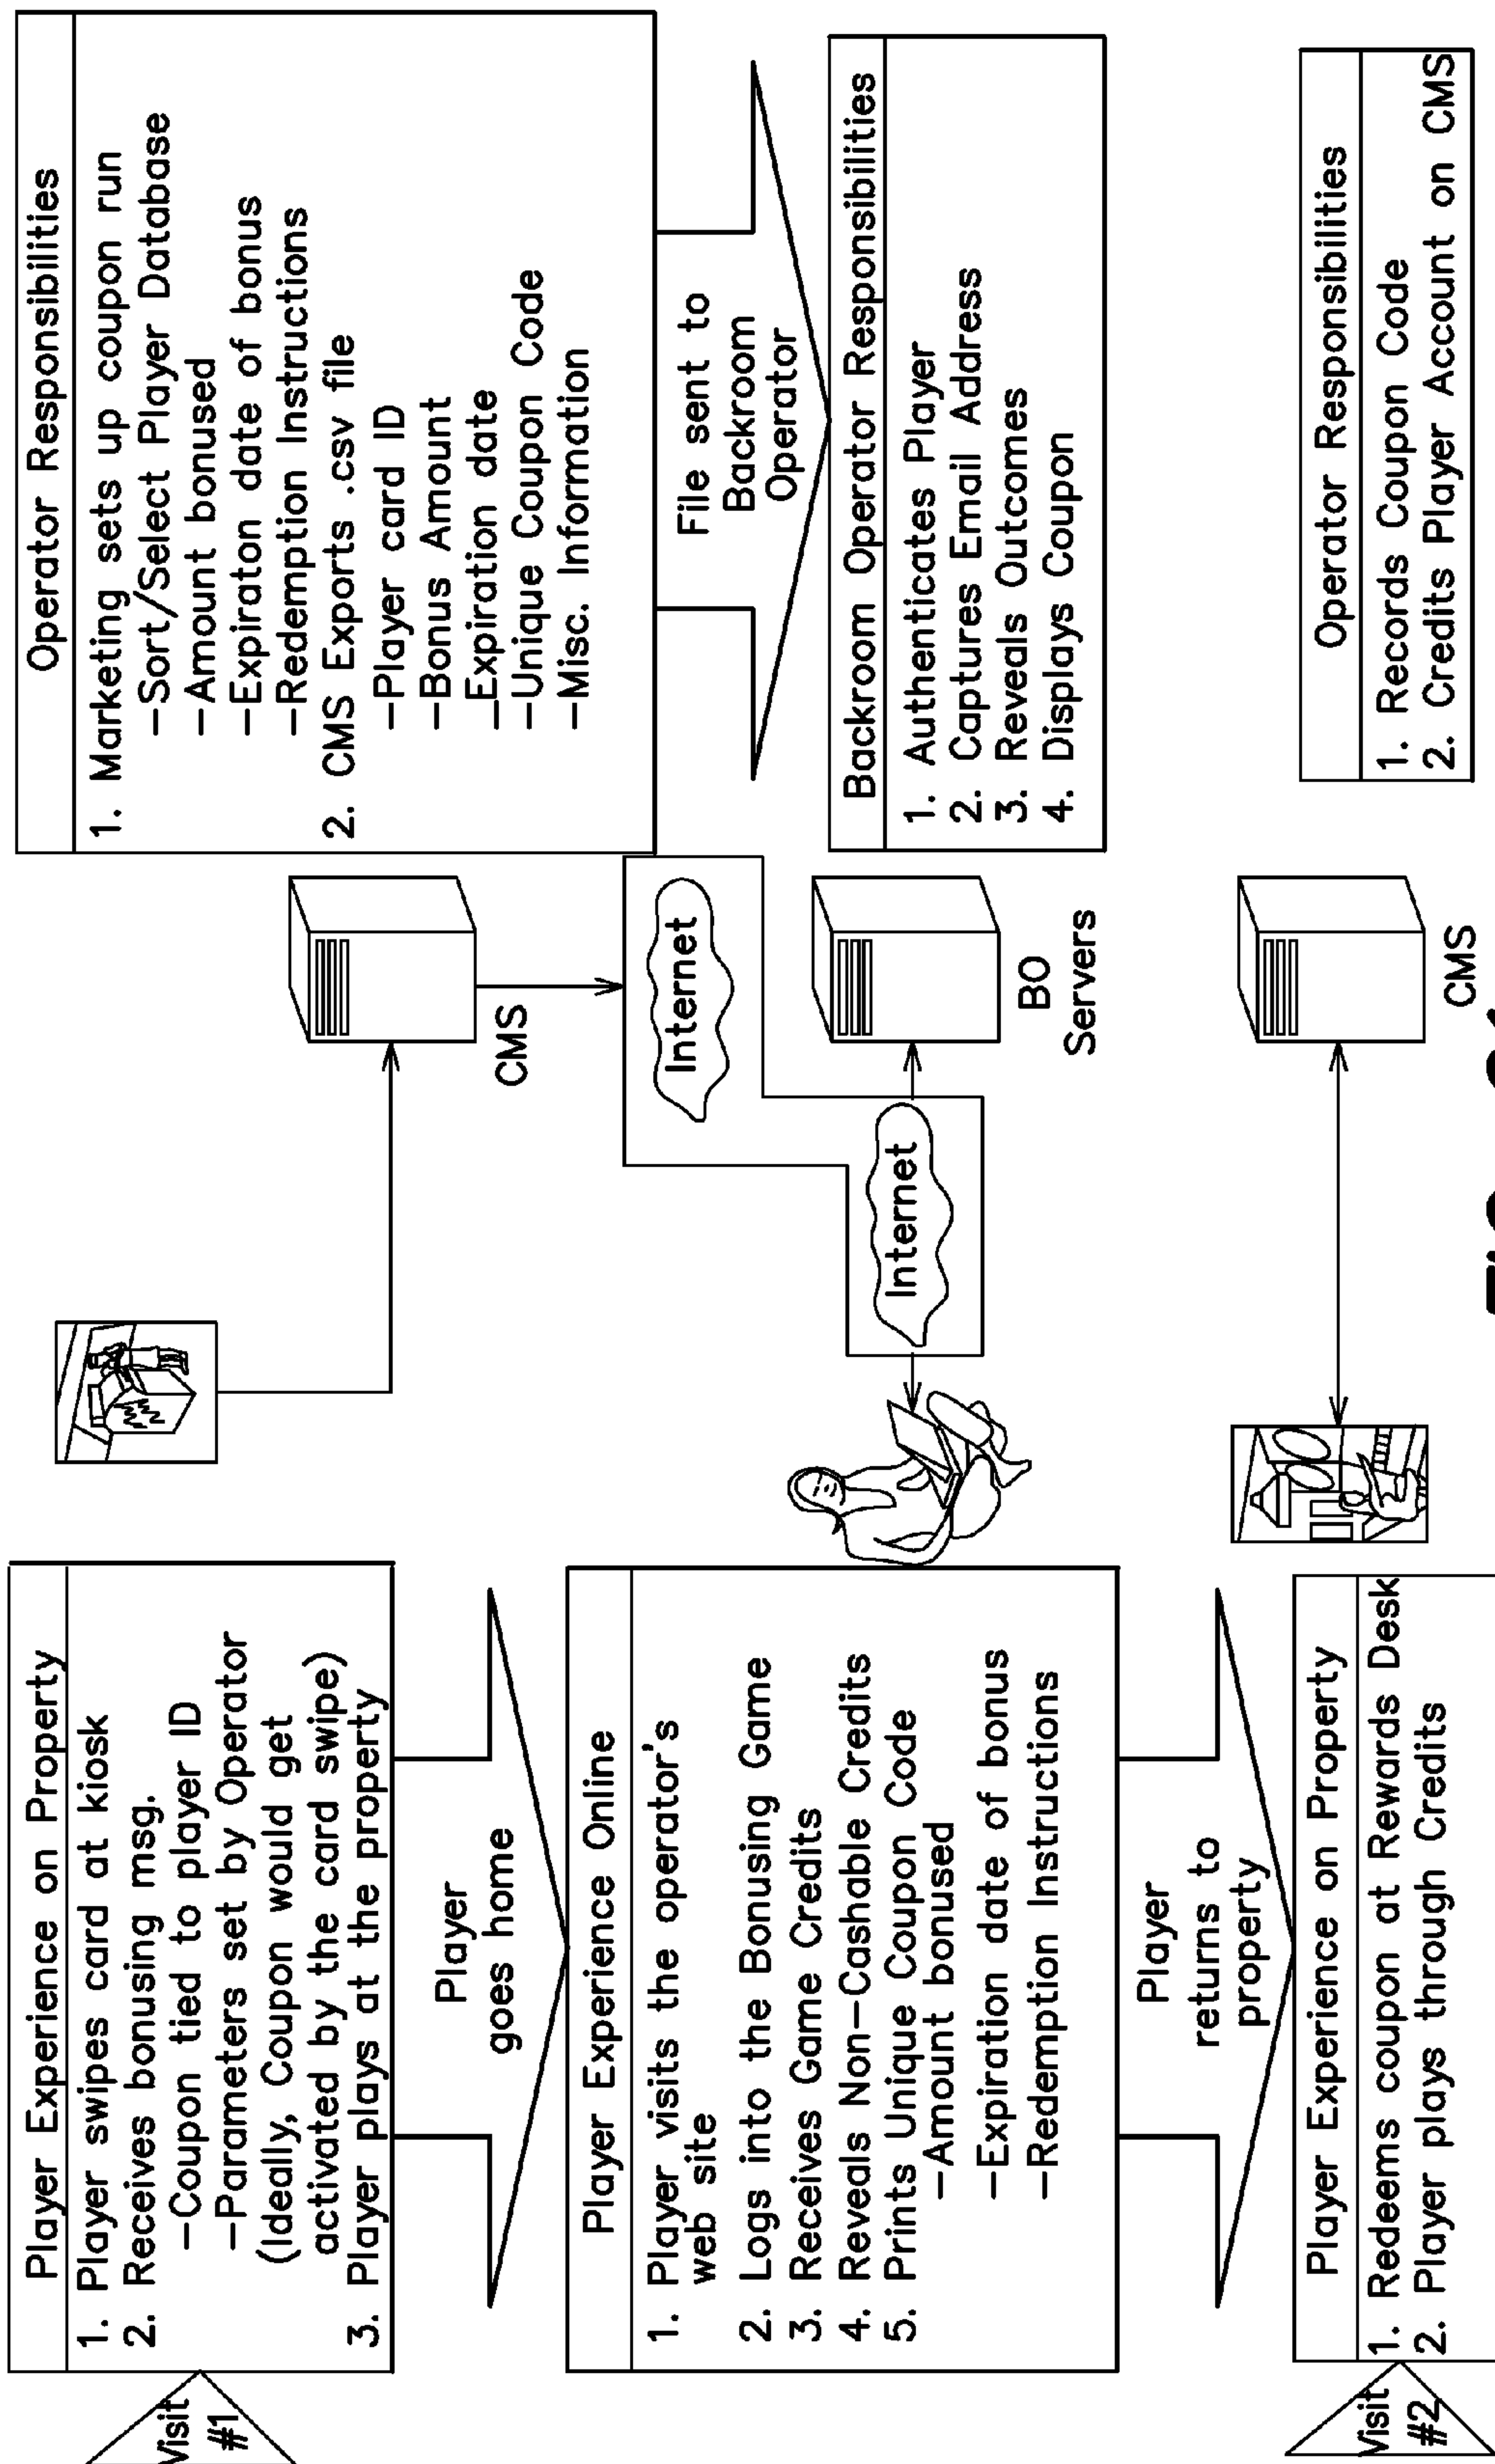 Visit
#1
Player Experience on Property
1. Player swipes card at kiosk
2. Receives bonusing msg.
–Coupon tied to player ID
–Parameters set by Operator
(Ideally, Coupon would get
activated by the card swipe)
3. Player plays at the property
Player
goes home
Player Experience Online
1. Player visits the operator's
web site
2. Logs into the Bonusing Game
3. Receives Game Credits
4. Reveals Non–Cashable Credits
5. Prints Unique Coupon Code
–Amount bonused
–Expiration date of bonus
–Redemption Instructions
Player
returns to
property
Visit
#2
Player Experience on Property
1. Redeems coupon at Rewards Desk
2. Player plays through Credits
CMS
Internet
Internet
BO
Servers
CMS
Operator Responsibilities
1. Marketing sets up coupon run
–Sort/Select Player Database
–Amount bonused
–Expiraton date of bonus
–Redemption Instructions
2. CMS Exports .csv file
–Player card ID
–Bonus Amount
–Expiration date
–Unique Coupon Code
–Misc. Information
File sent to
Backroom
Operator
Backroom Operator Responsibilities
1. Authenticates Player
2. Captures Email Address
3. Reveals Outcomes
4. Displays Coupon
Operator Responsibilities
1. Records Coupon Code
2. Credits Player Account on CMS